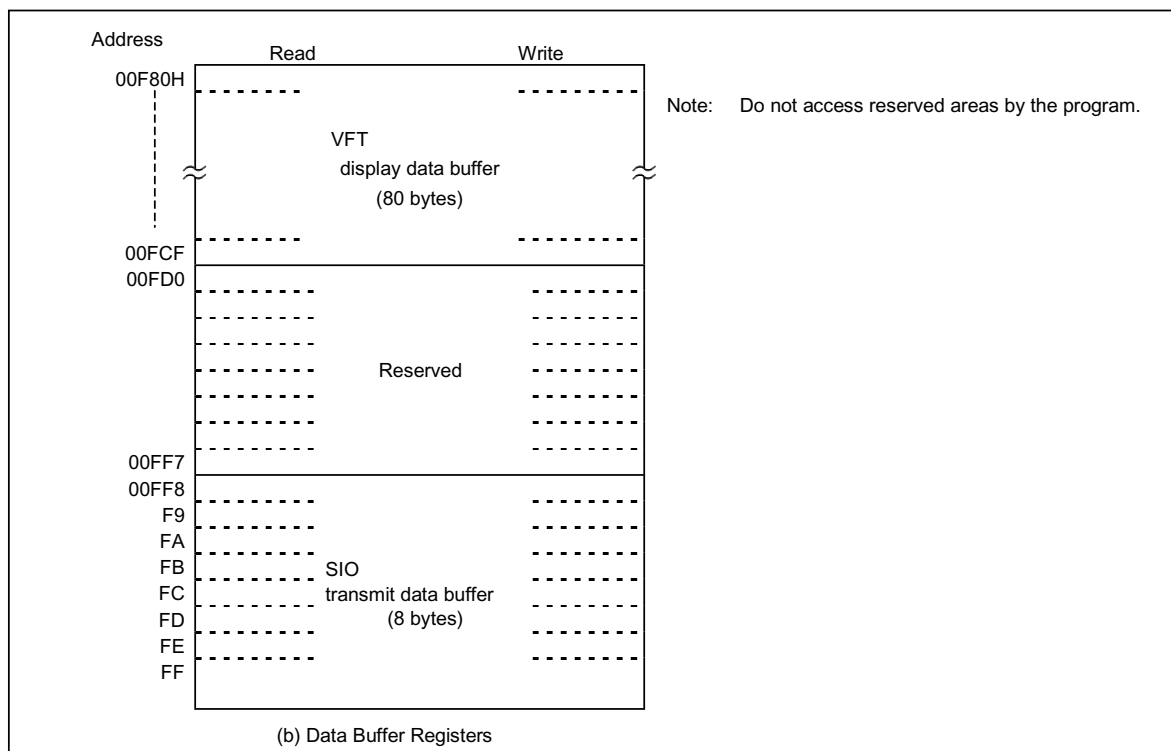 Address
Read Write
00F80H
Note: Do not access reserved areas by the program.
VFT
display data buffer
(80 bytes)
00FCF
00FD0
Reserved
00FF7
00FF8
F9
FA
FB
SIO
FC
transmit data buffer
(8 bytes)
FD
FE
FF
(b) Data Buffer Registers